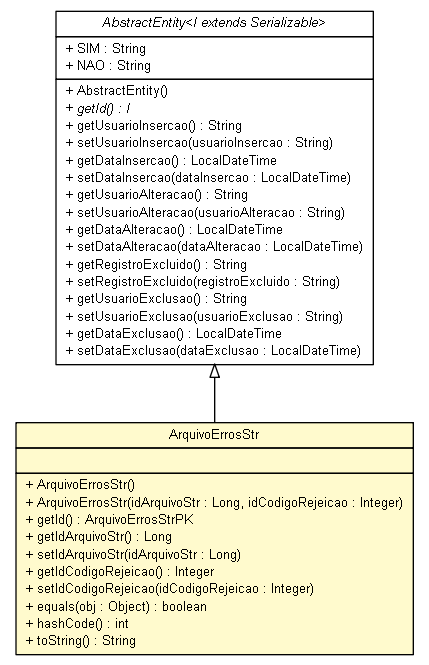 AbstractEntity<I extends Serializable>
+ SIM : String
+ NAO : String
+ AbstractEntity()
+ getId() : I
+ getUsuarioInsercao() : String
+ setUsuarioInsercao(usuarioInsercao : String)
+ getDataInsercao() : LocalDateTime
+ setDataInsercao(dataInsercao : LocalDateTime)
+ getUsuarioAlteracao() : String
+ setUsuarioAlteracao(usuarioAlteracao : String)
+ getDataAlteracao() : LocalDateTime
+ setDataAlteracao(dataAlteracao : LocalDateTime)
+ getRegistroExcluido() : String
+ setRegistroExcluido(registroExcluido : String)
+ getUsuarioExclusao() : String
+ setUsuarioExclusao(usuarioExclusao : String)
+ getDataExclusao() : LocalDateTime
+ setDataExclusao(dataExclusao : LocalDateTime)
ArquivoErrosStr
+ ArquivoErrosStr()
+ ArquivoErrosStr(idArquivoStr : Long, idCodigoRejeicao : Integer)
+ getId() : ArquivoErrosStrPK
+ getIdArquivoStr() : Long
+ setIdArquivoStr(idArquivoStr : Long)
+ getIdCodigoRejeicao() : Integer
+ setIdCodigoRejeicao(idCodigoRejeicao : Integer)
+ equals(obj : Object) : boolean
+ hashCode() : int
+ toString() : String